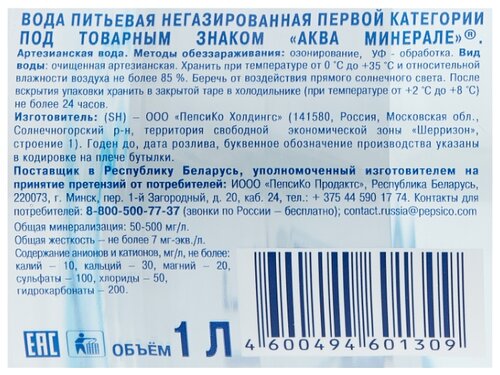 ВОДА ПИТЬЕВАЯ НЕГАЗИРОВАННАЯ ПЕРВОЙ КАТЕГОРИИ
ПОД ТОВАРНЫМ ЗНАКОМ «АКВА МИНЕРАЛЕ»®.
Артезианская вода. Методы обеззараживания: озонирование, УФ - обработка. Вид
воды: очищенная артезианская. Хранить при температуре от 0 °С до +35 °С и относительной
влажности воздуха не более 85 %. Беречь от воздействия прямого солнечного света. После
вскрытия упаковки хранить в закрытой таре в холодильнике (при температуре от +2 °С до +8 °С)
не более 24 часов.
Изготовитель: (SH) – ООО «ПепсиКо Холдингс» (141580, Россия, Московская обл.,
Солнечногорский р-н, территория свободной экономической зоны «Шерризон»,
строение 1). Годен до, дата розлива, буквенное обозначение производства указаны
в кодировке на плече бутылки.
Поставщик в Республику Беларусь, уполномоченный изготовителем на
принятие претензий от потребителей: ИООО «ПепсиКо Продактс», Республика Беларусь,
220073, г. Минск, пер. 1-й Загородный, д. 20, каб. 24, тел.: + 375 44 590 17 74. Контакты для
потребителей: 8-800-500-77-37 (звонки по России – бесплатно); contact.russia@pepsico.com
Общая минерализация: 50-500 мг/л.
Общая жесткость – не более 7 мг-экв./л.
Содержание анионов и катионов, мг/л, не более:
калий – 10, кальций – 30, магний – 20,
сульфаты – 100, хлориды – 50,
гидрокарбонаты – 200.
EAC ОБЪЁМ 1 Л
4600494601309